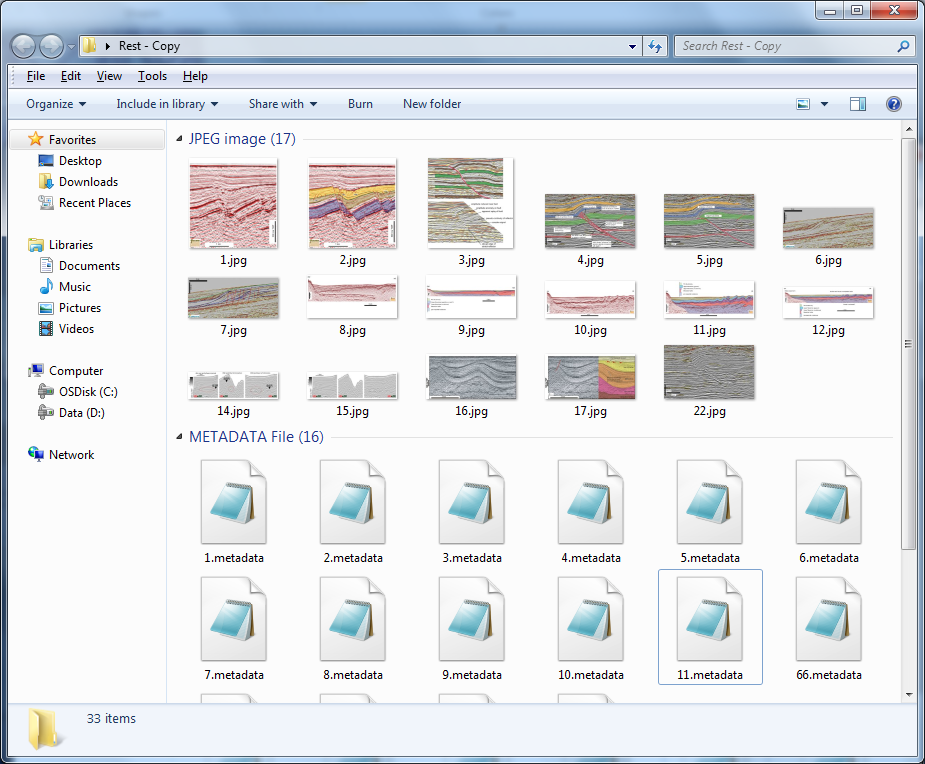 Rest - Copy
Search Rest - Copy
File Edit View Tools Help
Organize Include in library Share with Burn New folder
Favorites
Desktop
Downloads
Recent Places
Libraries
Documents
Music
Pictures
Videos
Computer
OSDisk (C:)
Data (D:)
Network
JPEG image (17)
1.jpg 2.jpg 3.jpg 4.jpg 5.jpg 6.jpg
7.jpg 8.jpg 9.jpg 10.jpg 11.jpg 12.jpg
14.jpg 15.jpg 16.jpg 17.jpg 22.jpg
METADATA File (16)
1.metadata 2.metadata 3.metadata 4.metadata 5.metadata 6.metadata
7.metadata 8.metadata 9.metadata 10.metadata 11.metadata 66.metadata
33 items